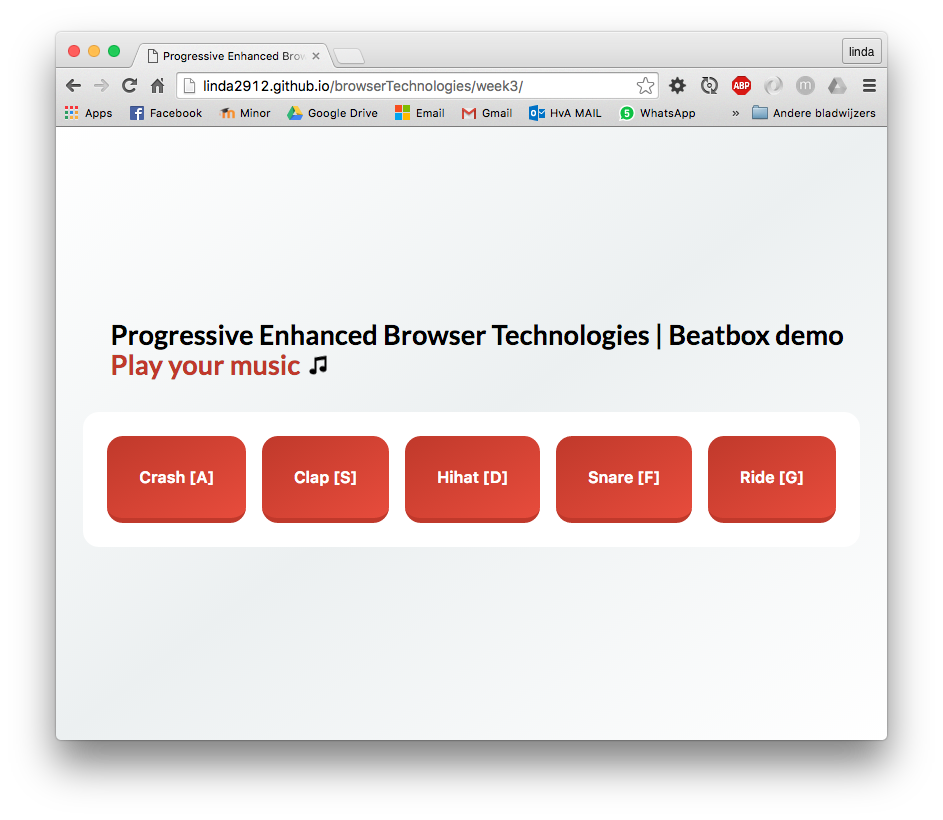 Progressive Enhanced Brow
linda
linda2912.github.io/browserTechnologies/week3/
ABP
m
Apps Facebook Minor Google Drive Email Gmail HvA MAIL 5 WhatsApp » Andere bladwijzers
Progressive Enhanced Browser Technologies | Beatbox demo
Play your music 🎵
Crash [A] Clap [S] Hihat [D] Snare [F] Ride [G]